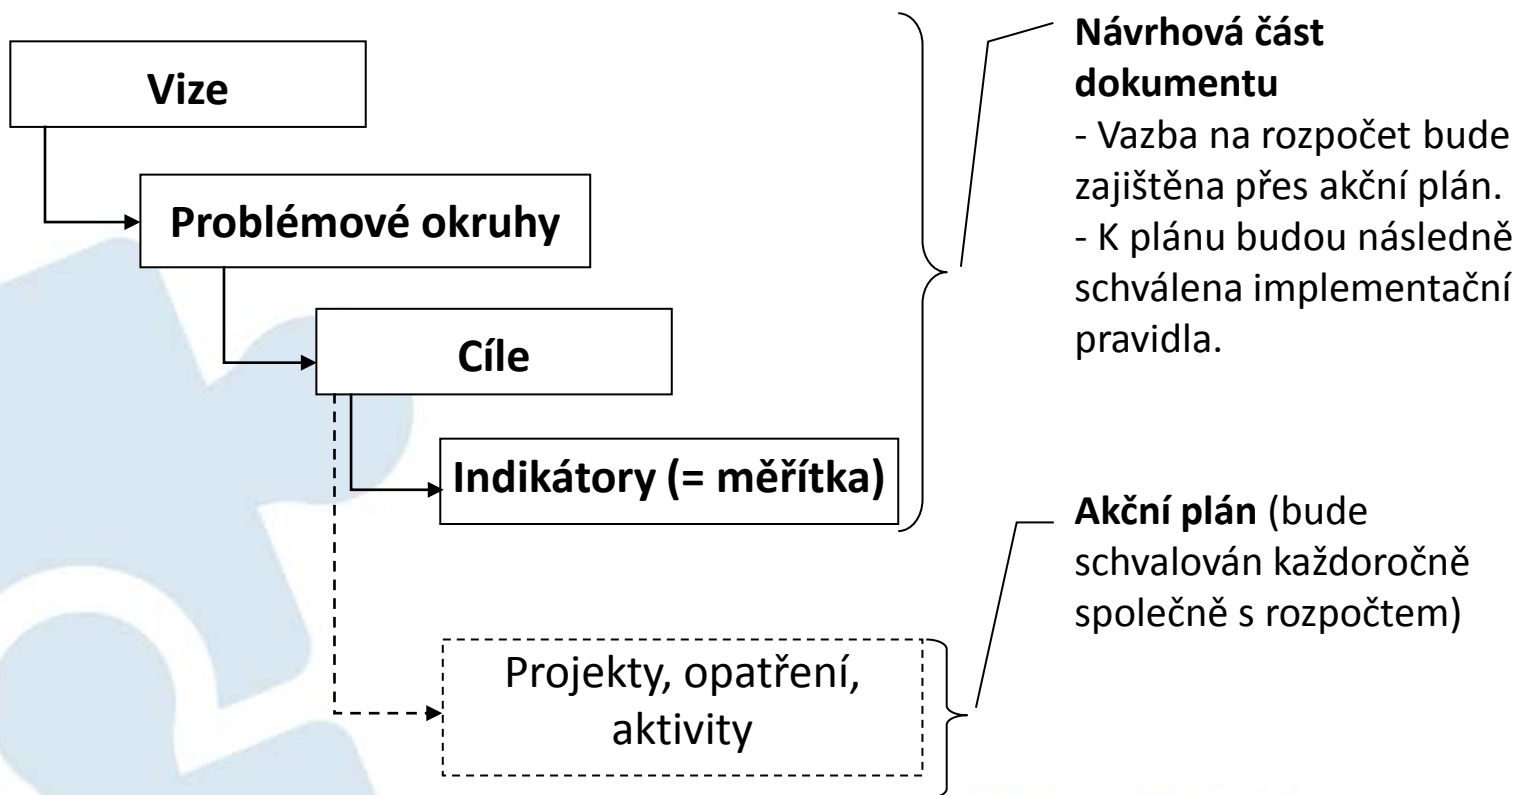 Vize
Problémové okruhy
Cíle
Indikátory (= měřítka)
Projekty, opatření,
aktivity
Návrhová část
dokumentu
- Vazba na rozpočet bude
zajištěna přes akční plán.
- K plánu budou následně
schválena implementační
pravidla.
Akční plán (bude
schvalován každoročně
společně s rozpočtem)